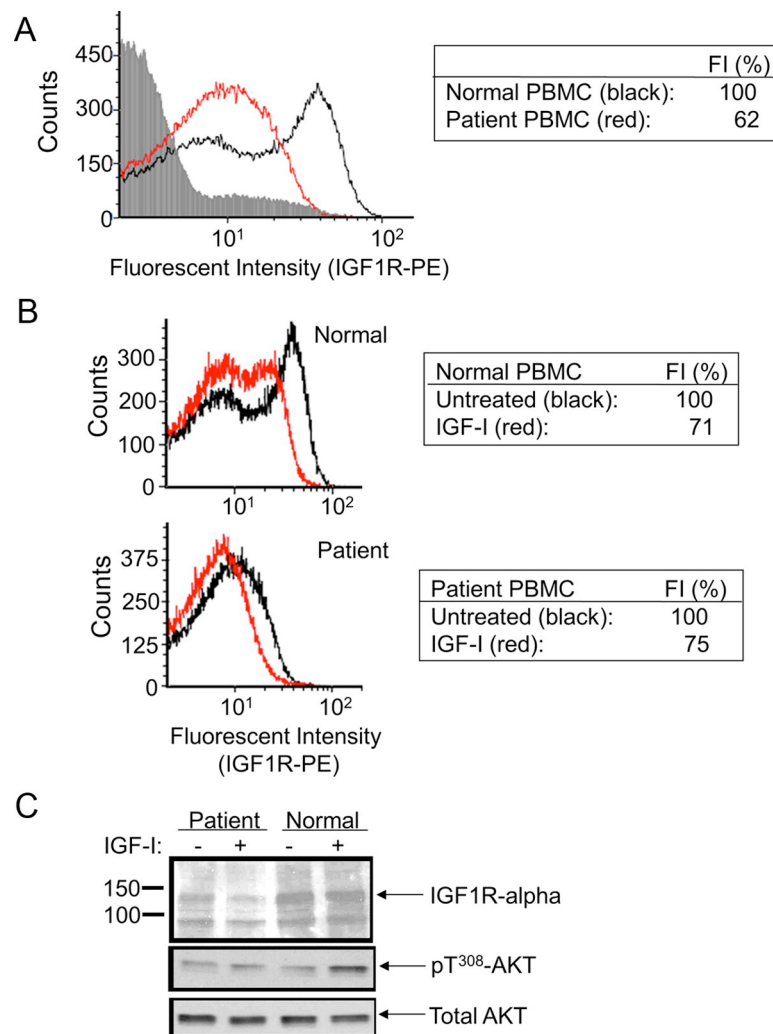 A
Counts
450
300
150
0
10¹
10²
Fluorescent Intensity (IGF1R-PE)
FI (%)
Normal PBMC (black): 100
Patient PBMC (red): 62
B
Normal
Counts
300
200
100
0
10¹
10²
Normal PBMC FI (%)
Untreated (black): 100
IGF-I (red): 71
Patient
Counts
375
250
125
0
10¹
10²
Fluorescent Intensity
(IGF1R-PE)
Patient PBMC FI (%)
Untreated (black): 100
IGF-I (red): 75
C
Patient Normal
IGF-I: - + - +
150
100
IGF1R-alpha
pT³⁰⁸-AKT
Total AKT